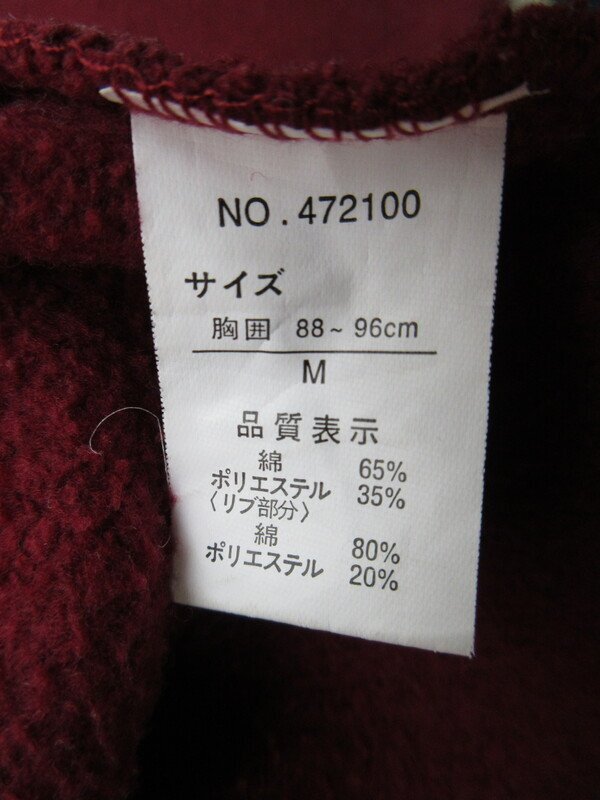 NO.472100
サイズ
胸囲 88~96cm
M
品質表示
綿 65%
ポリエステル 35%
〈リブ部分〉
綿 80%
ポリエステル 20%